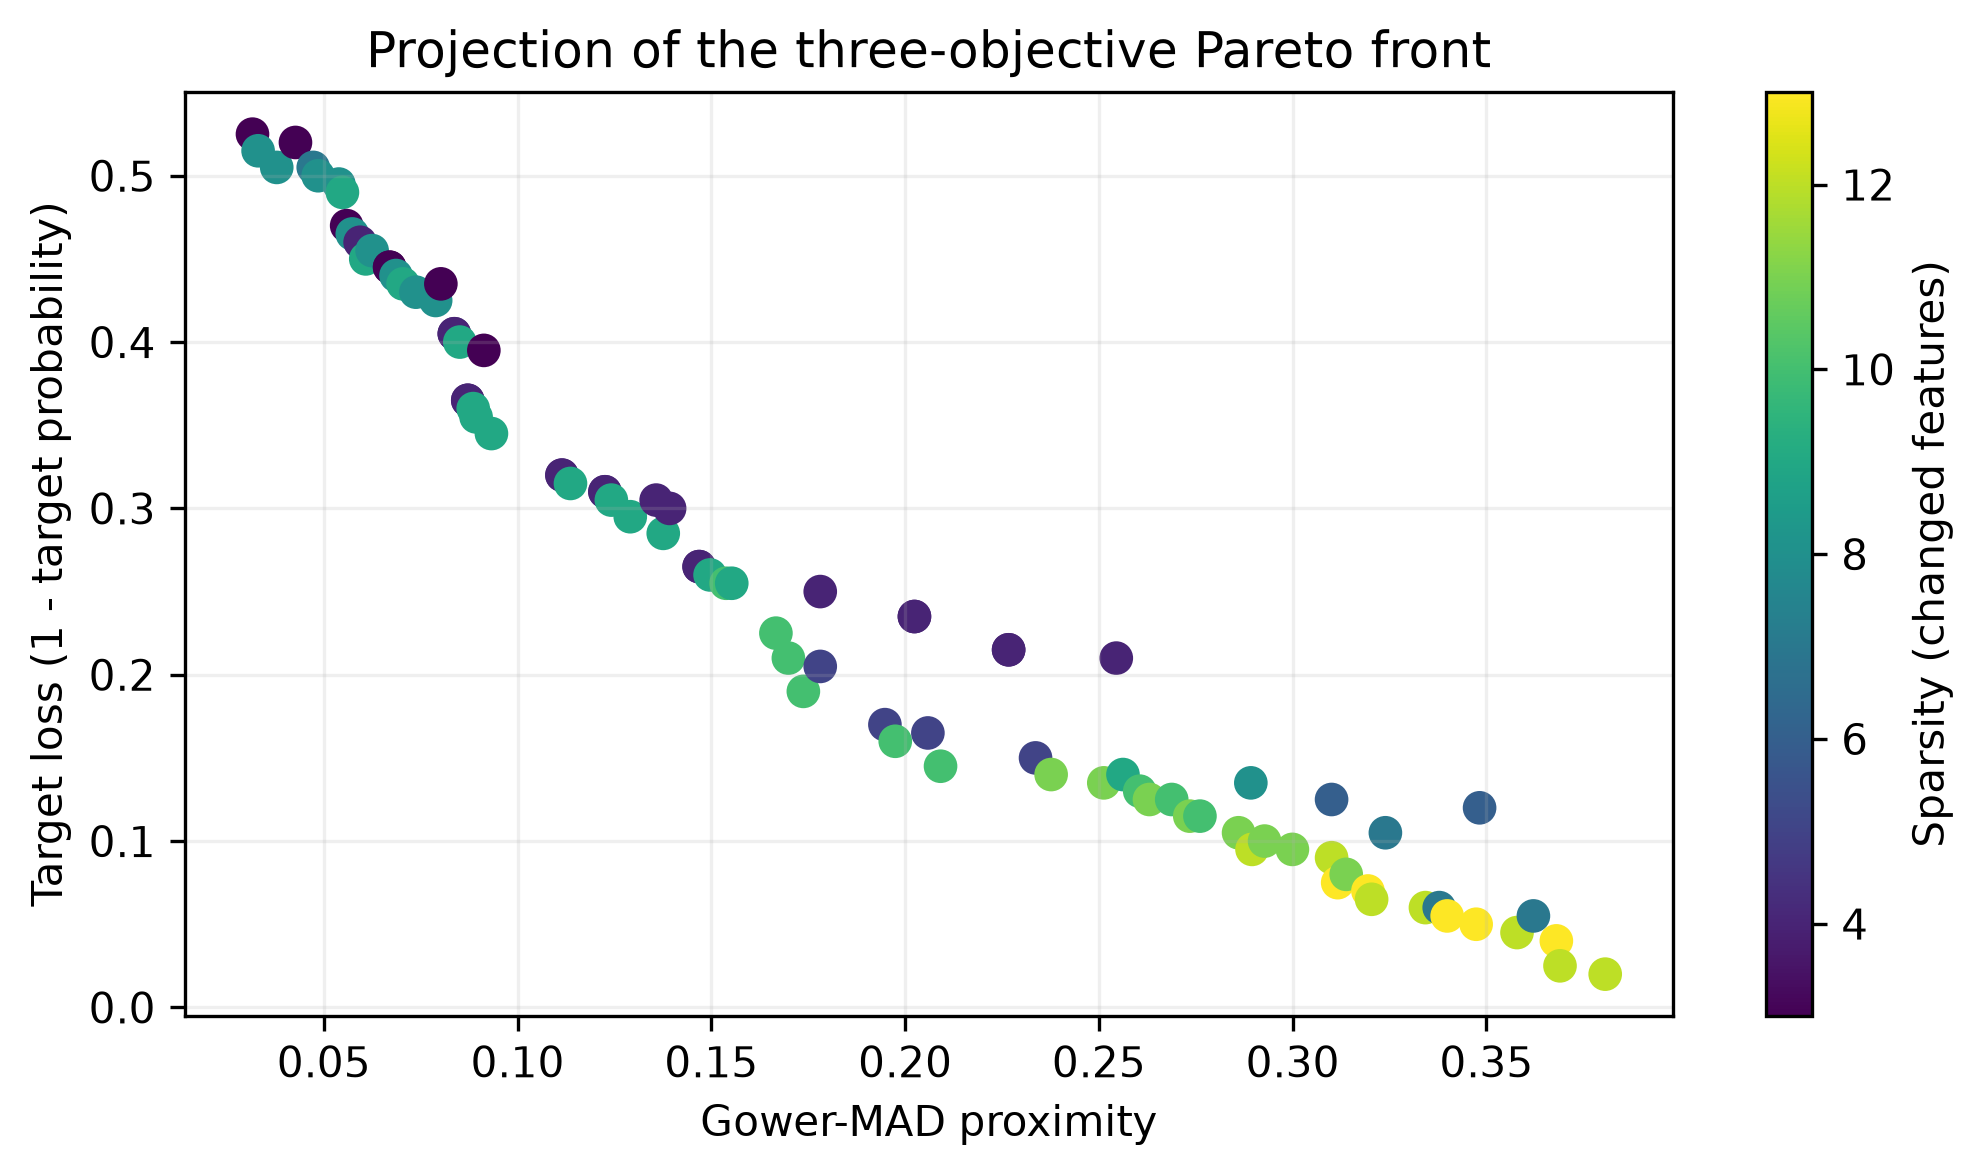 Projection of the three-objective Pareto front
Target loss (1 - target probability)
0.5
0.4
0.3
0.2
0.1
0.0
0.05 0.10 0.15 0.20 0.25 0.30 0.35
Gower-MAD proximity
12
10
8
6
4
Sparsity (changed features)